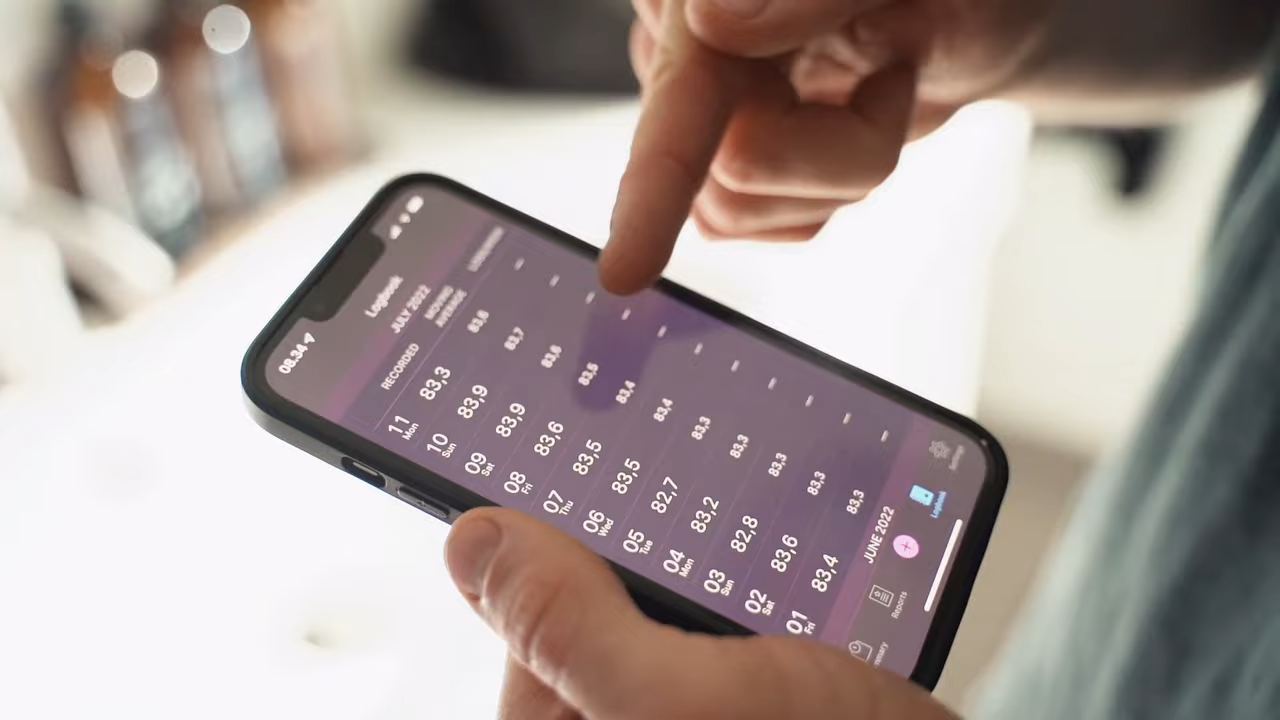 08.34
Logbook
JULY 2022
RECORDED
MOVING
AVERAGE
11 Mon 83,3 –
10 Sun 83,9 83,7 –
09 Sat 83,9 83,6 –
08 Fri 83,6 83,5 –
07 Thu 83,5 83,4 –
06 Wed 83,5 83,4 –
05 Tue 82,7 83,3 –
04 Mon 83,2 83,3 –
03 Sun 82,8 83,3 –
02 Sat 83,6 83,3 –
01 Fri 83,4 83,3 –
JUNE 2022
Reports
+
Logbook
Settings